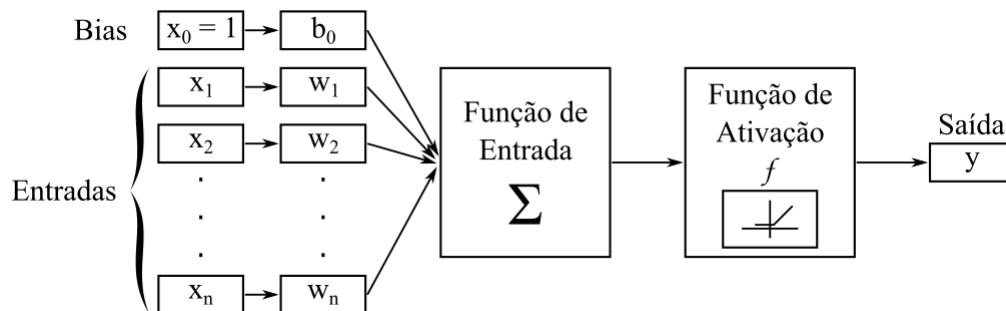 Bias
x₀ = 1
b₀
x₁
w₁
x₂
w₂
Entradas
.
.
.
.
.
.
xₙ
wₙ
Função de
Entrada
Σ
Função de
Ativação
f
Saída
y